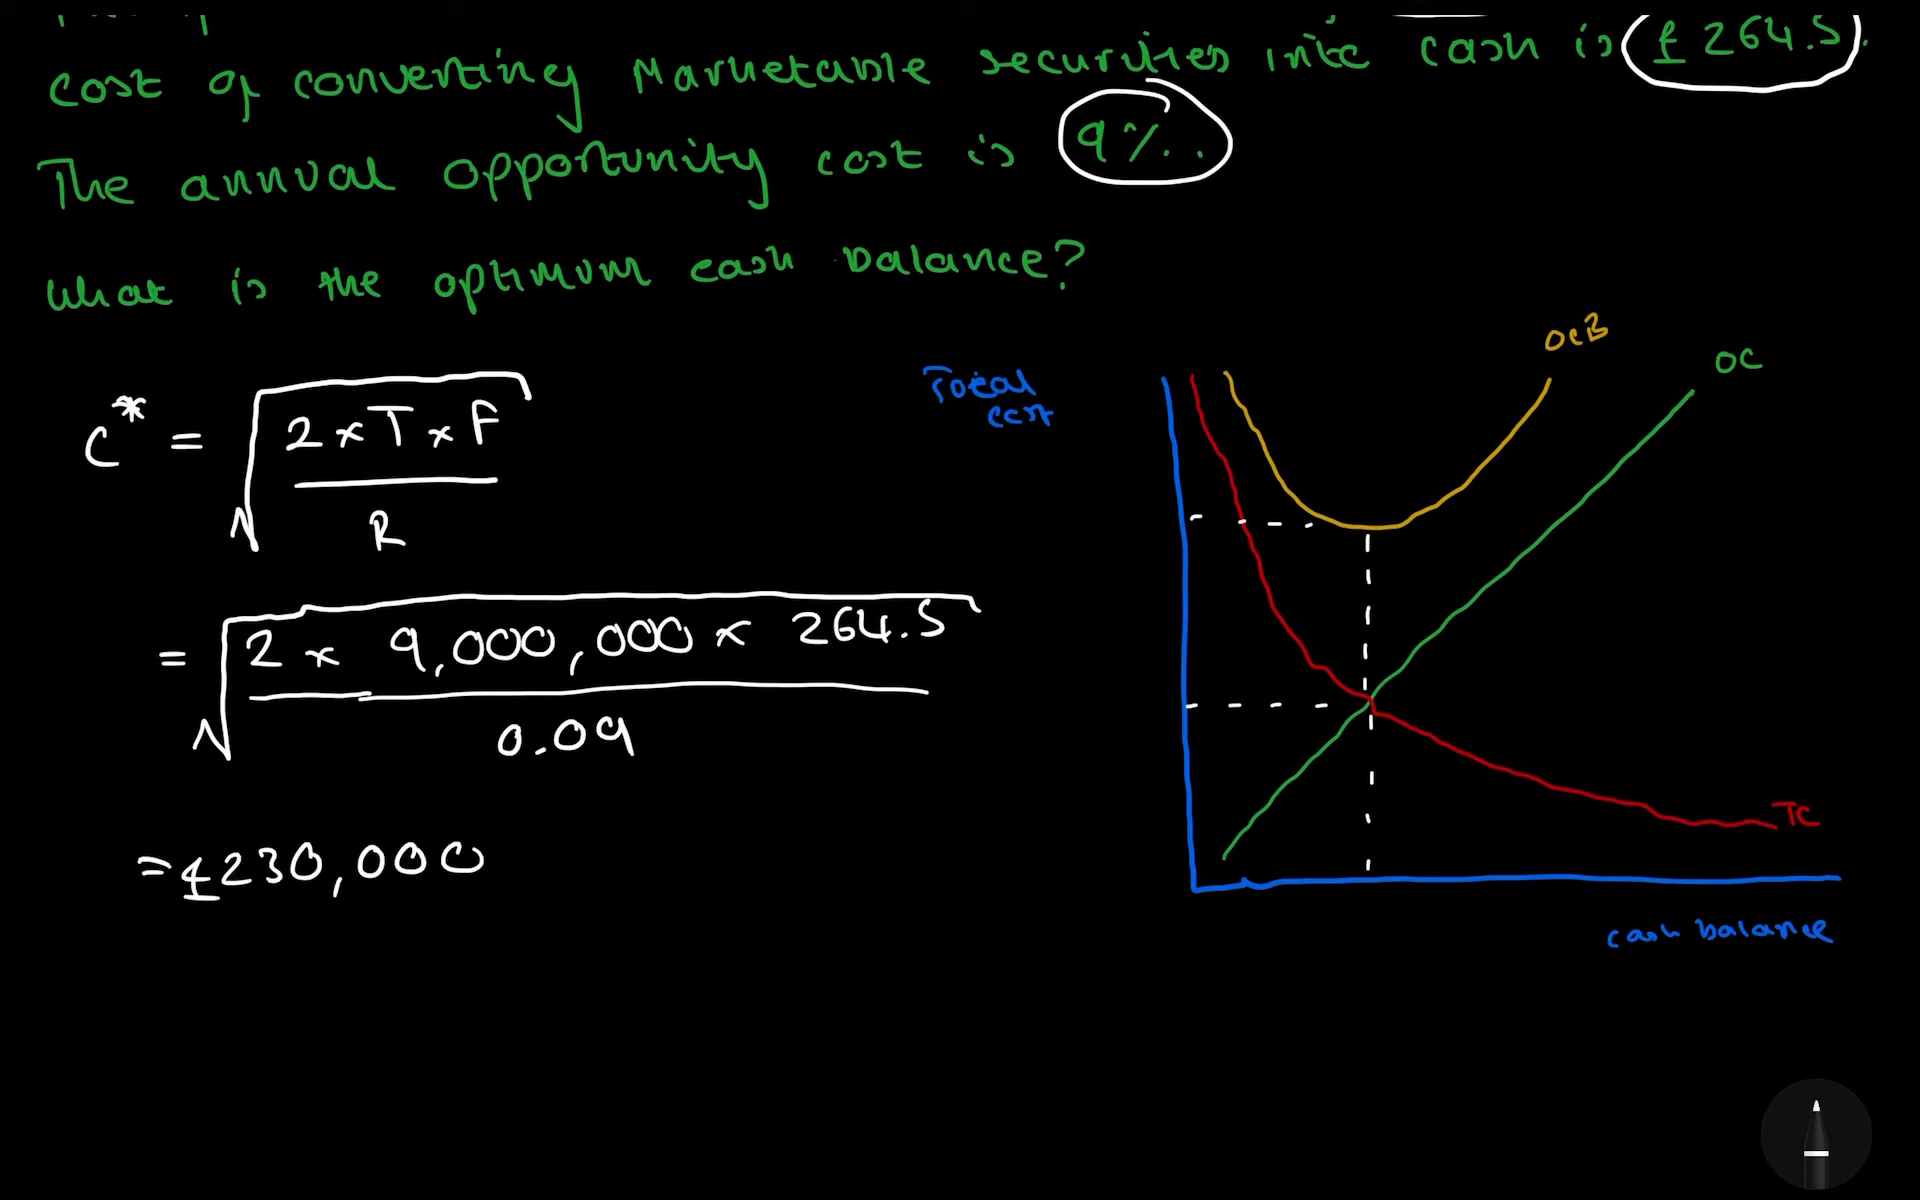 cost of converting Marketable securities into cash is £264.5.
The annual opportunity cost is 9%..
What is the optimum cash balance?
C* = √ 2 x T x F
R
= √ 2 x 9,000,000 x 264.5
0.09
= £230,000
Total
cost
OCB
OC
TC
cash balance